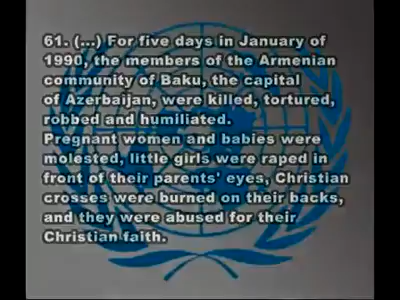 61. (...) For five days in January of
1990, the members of the Armenian
community of Baku, the capital
of Azerbaijan, were killed, tortured,
robbed and humiliated.
Pregnant women and babies were
molested, little girls were raped in
front of their parents' eyes, Christian
crosses were burned on their backs,
and they were abused for their
Christian faith.